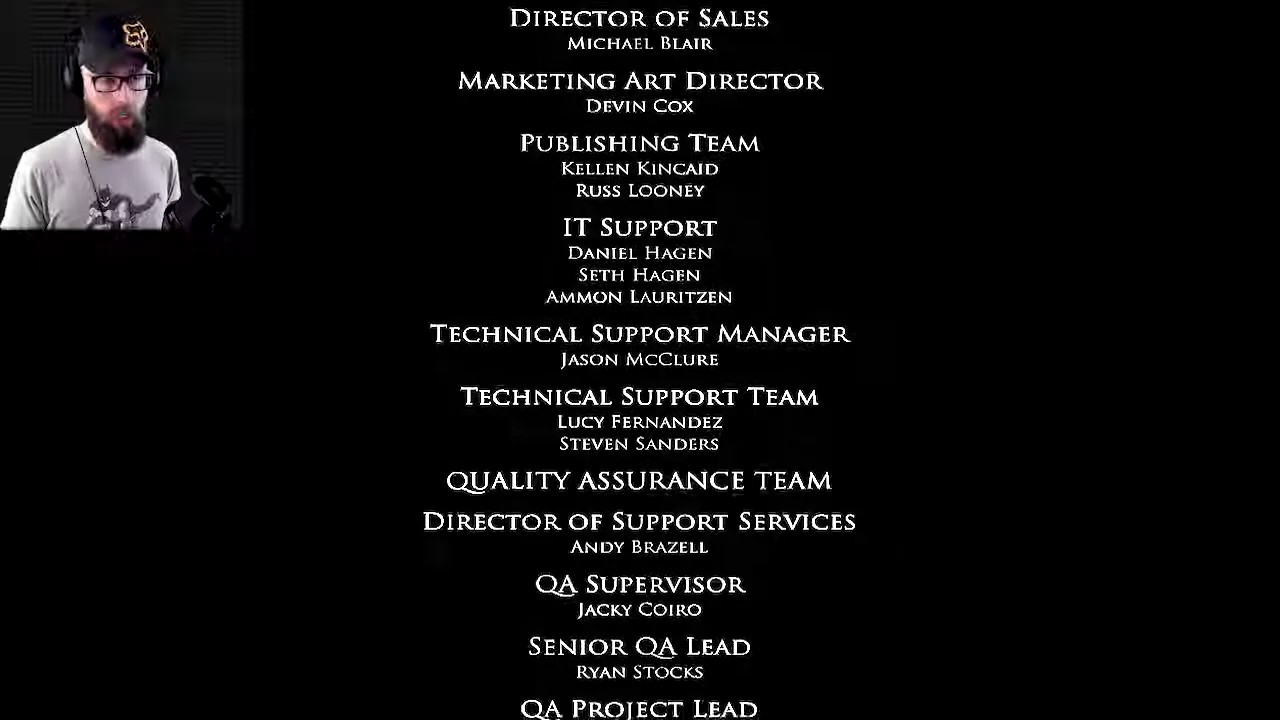 Director of Sales
Michael Blair
Marketing Art Director
Devin Cox
Publishing Team
Kellen Kincaid
Russ Looney
IT Support
Daniel Hagen
Seth Hagen
Ammon Lauritzen
Technical Support Manager
Jason McClure
Technical Support Team
Lucy Fernandez
Steven Sanders
QUALITY ASSURANCE TEAM
Director of Support Services
Andy Brazell
QA Supervisor
Jacky Coiro
Senior QA Lead
Ryan Stocks
QA Project Lead